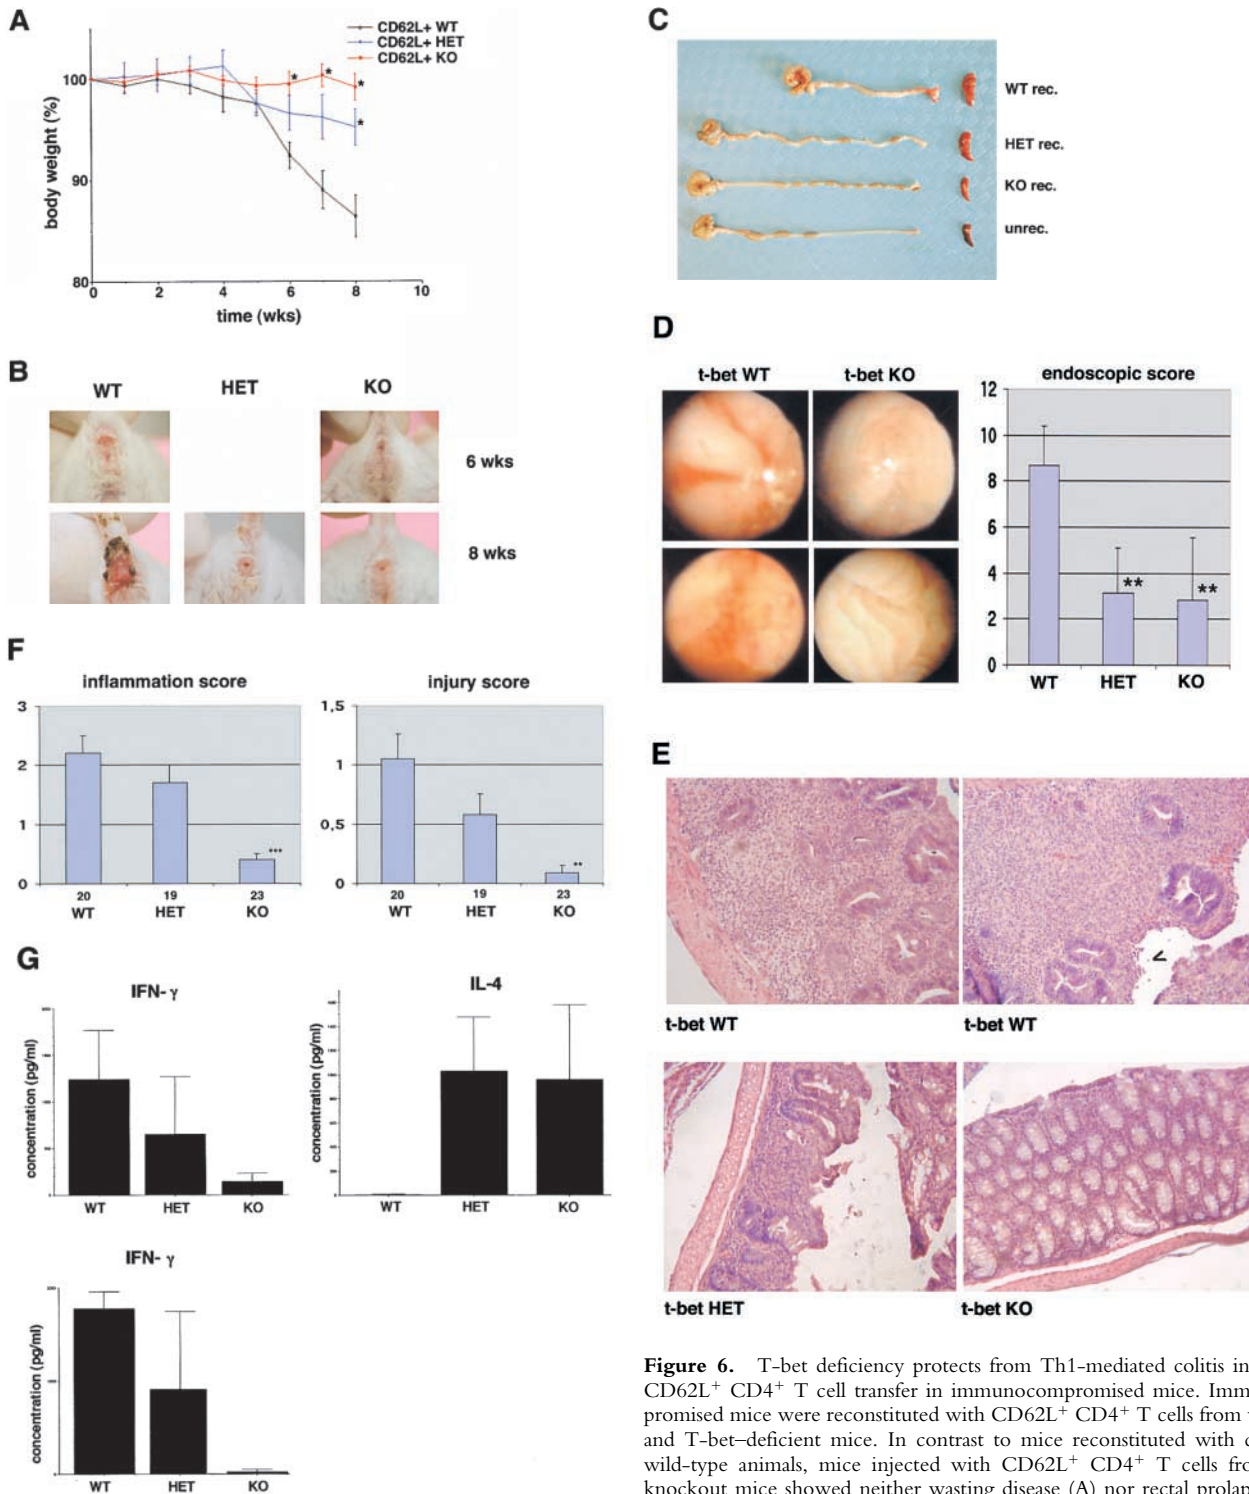 A
CD62L+ WT
CD62L+ HET
CD62L+ KO
body weight (%)
100
90
80
0 2 4 6 8 10
time (wks)
* * *
*
B
WT HET KO
6 wks
8 wks
C
WT rec.
HET rec.
KO rec.
unrec.
D
t-bet WT t-bet KO
endoscopic score
12
10
8
6
4
2
0
** **
WT HET KO
E
t-bet WT t-bet WT
t-bet HET t-bet KO
F
inflammation score
3
2
1
0
***
20 19 23
WT HET KO
injury score
1,5
1
0,5
0
**
20 19 23
WT HET KO
G
IFN- γ
concentration (pg/ml)
WT HET KO
IL-4
concentration (pg/ml)
WT HET KO
IFN- γ
concentration (pg/ml)
WT HET KO
Figure 6. T-bet deficiency protects from Th1-mediated colitis in
CD62L+ CD4+ T cell transfer in immunocompromised mice. Imm
promised mice were reconstituted with CD62L+ CD4+ T cells from
and T-bet–deficient mice. In contrast to mice reconstituted with
wild-type animals, mice injected with CD62L+ CD4+ T cells fro
knockout mice showed neither wasting disease (A) nor rectal prolap